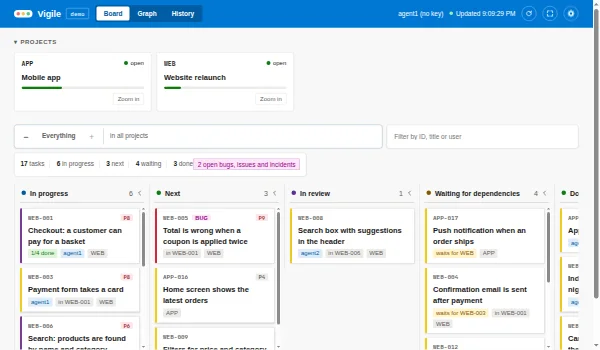 Vigile demo Board Graph History agent1 (no key) Updated 9:09:29 PM
▾ PROJECTS
APP open
Mobile app
Zoom in
WEB open
Website relaunch
Zoom in
− Everything + in all projects
Filter by ID, title or user
17 tasks 6 in progress 3 next 4 waiting 3 done 2 open bugs, issues and incidents
In progress 6
WEB-001 P8
Checkout: a customer can
pay for a basket
1/4 done agent1 WEB
WEB-003 P8
Payment form takes a card
agent1 in WEB-001 WEB
WEB-006 P6
Search: products are found
by name and category
Next 3
WEB-005 BUG P9
Total is wrong when a
coupon is applied twice
in WEB-001 WEB
APP-016 P4
Home screen shows the
latest orders
APP
WEB-009
Filters for price and category
In review 1
WEB-008
Search box with suggestions
in the header
agent2 in WEB-006 WEB
Waiting for dependencies 4
APP-017
Push notification when an
order ships
waits for WEB APP
WEB-004
Confirmation email is sent
after payment
waits for WEB-003 in WEB-001
WEB
WEB-012